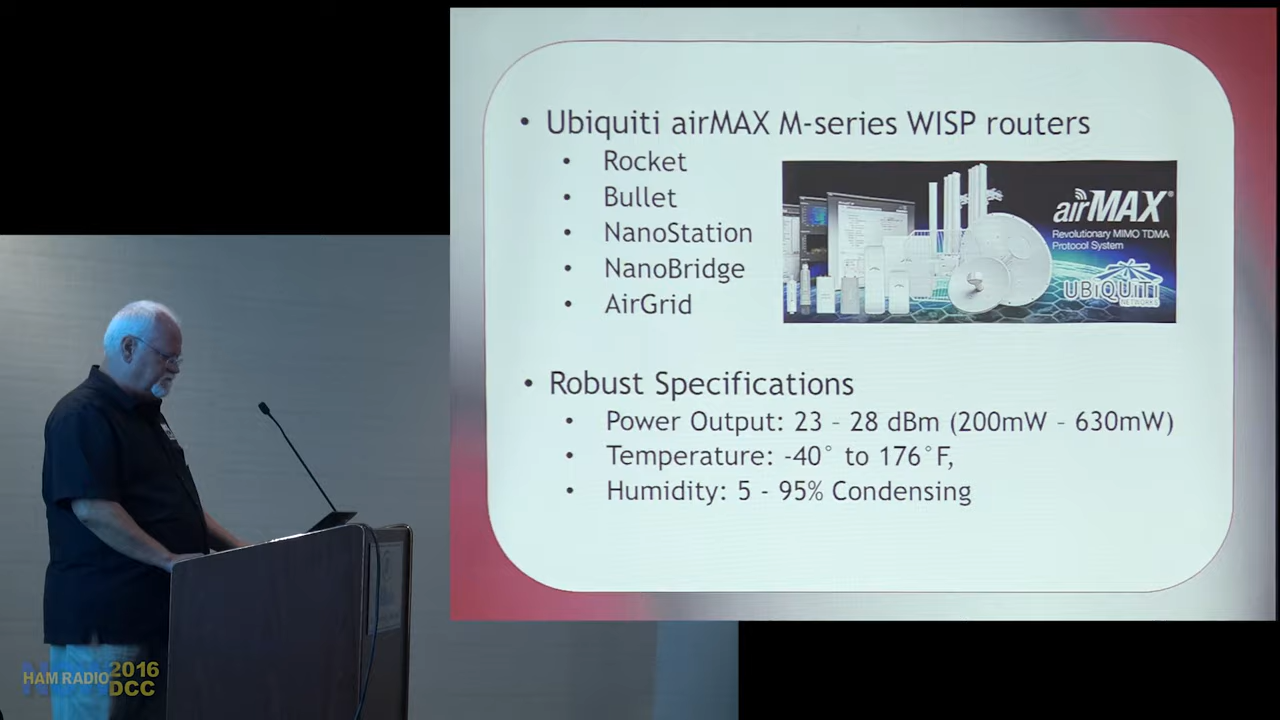 • Ubiquiti airMAX M-series WISP routers
• Rocket
• Bullet
• NanoStation
• NanoBridge
• AirGrid
airMAX®
Revolutionary MIMO TDMA
Protocol System
UBiQUiTi
NETWORKS
• Robust Specifications
• Power Output: 23 – 28 dBm (200mW – 630mW)
• Temperature: -40° to 176°F,
• Humidity: 5 - 95% Condensing
HAM RADIO 2016
DCC